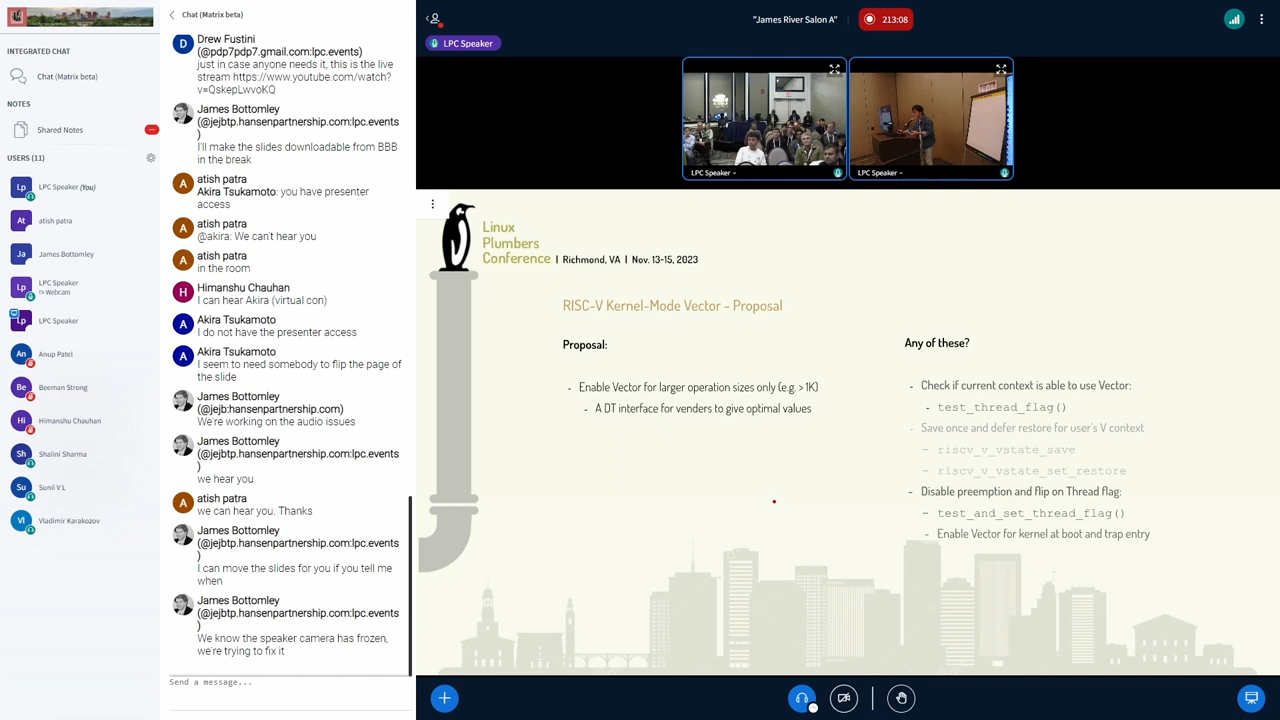 INTEGRATED CHAT
Chat (Matrix beta)
NOTES
Shared Notes
USERS (11)
Lp LPC Speaker (You)
At atish patra
Ja James Bottomley
Lp LPC Speaker
Webcam
Lp LPC Speaker
An Anup Patel
Be Beeman Strong
Hi Himanshu Chauhan
Sh Shalini Sharma
Su Sunil V L
Vl Vladimir Karakozov
Chat (Matrix beta)
D Drew Fustini
(@pdp7pdp7.gmail.com:lpc.events)
just in case anyone needs it, this is the live
stream https://www.youtube.com/watch?
v=QskepLwvoKQ
James Bottomley
(@jejbtp.hansenpartnership.com:lpc.events
)
I'll make the slides downloadable from BBB
in the break
A atish patra
Akira Tsukamoto: you have presenter
access
A atish patra
@akira: We can't hear you
A atish patra
in the room
H Himanshu Chauhan
I can hear Akira (virtual con)
A Akira Tsukamoto
I do not have the presenter access
A Akira Tsukamoto
I seem to need somebody to flip the page of
the slide
James Bottomley
(@jejb:hansenpartnership.com)
We're working on the audio issues
James Bottomley
(@jejbtp.hansenpartnership.com:lpc.events
)
we hear you
A atish patra
we can hear you. Thanks
James Bottomley
(@jejbtp.hansenpartnership.com:lpc.events
)
I can move the slides for you if you tell me
when
James Bottomley
(@jejbtp.hansenpartnership.com:lpc.events
)
We know the speaker camera has frozen,
we're trying to fix it
Send a message...
"James River Salon A"
213:08
LPC Speaker
LPC Speaker
LPC Speaker
Linux
Plumbers
Conference | Richmond, VA | Nov. 13-15, 2023
RISC-V Kernel-Mode Vector - Proposal
Proposal:
- Enable Vector for larger operation sizes only (e.g. > 1K)
- A DT interface for venders to give optimal values
Any of these?
- Check if current context is able to use Vector:
- test_thread_flag()
- Save once and defer restore for user's V context
- riscv_v_vstate_save
- riscv_v_vstate_set_restore
- Disable preemption and flip on Thread flag:
- test_and_set_thread_flag()
- Enable Vector for kernel at boot and trap entry